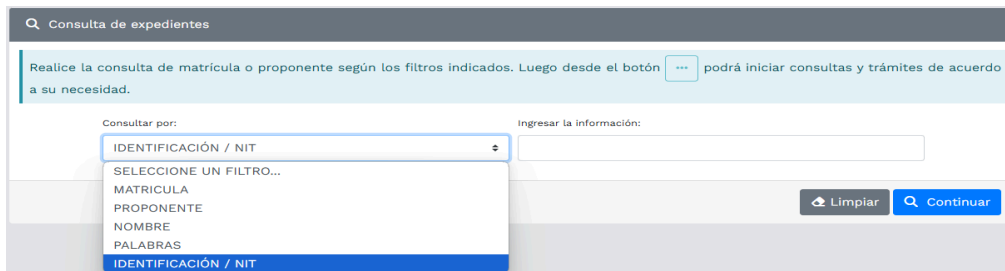 Consulta de expedientes
Realice la consulta de matrícula o proponente según los filtros indicados. Luego desde el botón ... podrá iniciar consultas y trámites de acuerdo
a su necesidad.
Consultar por:
Ingresar la información:
IDENTIFICACIÓN / NIT
SELECCIONE UN FILTRO...
MATRICULA
PROPONENTE
NOMBRE
PALABRAS
IDENTIFICACIÓN / NIT
Limpiar
Continuar